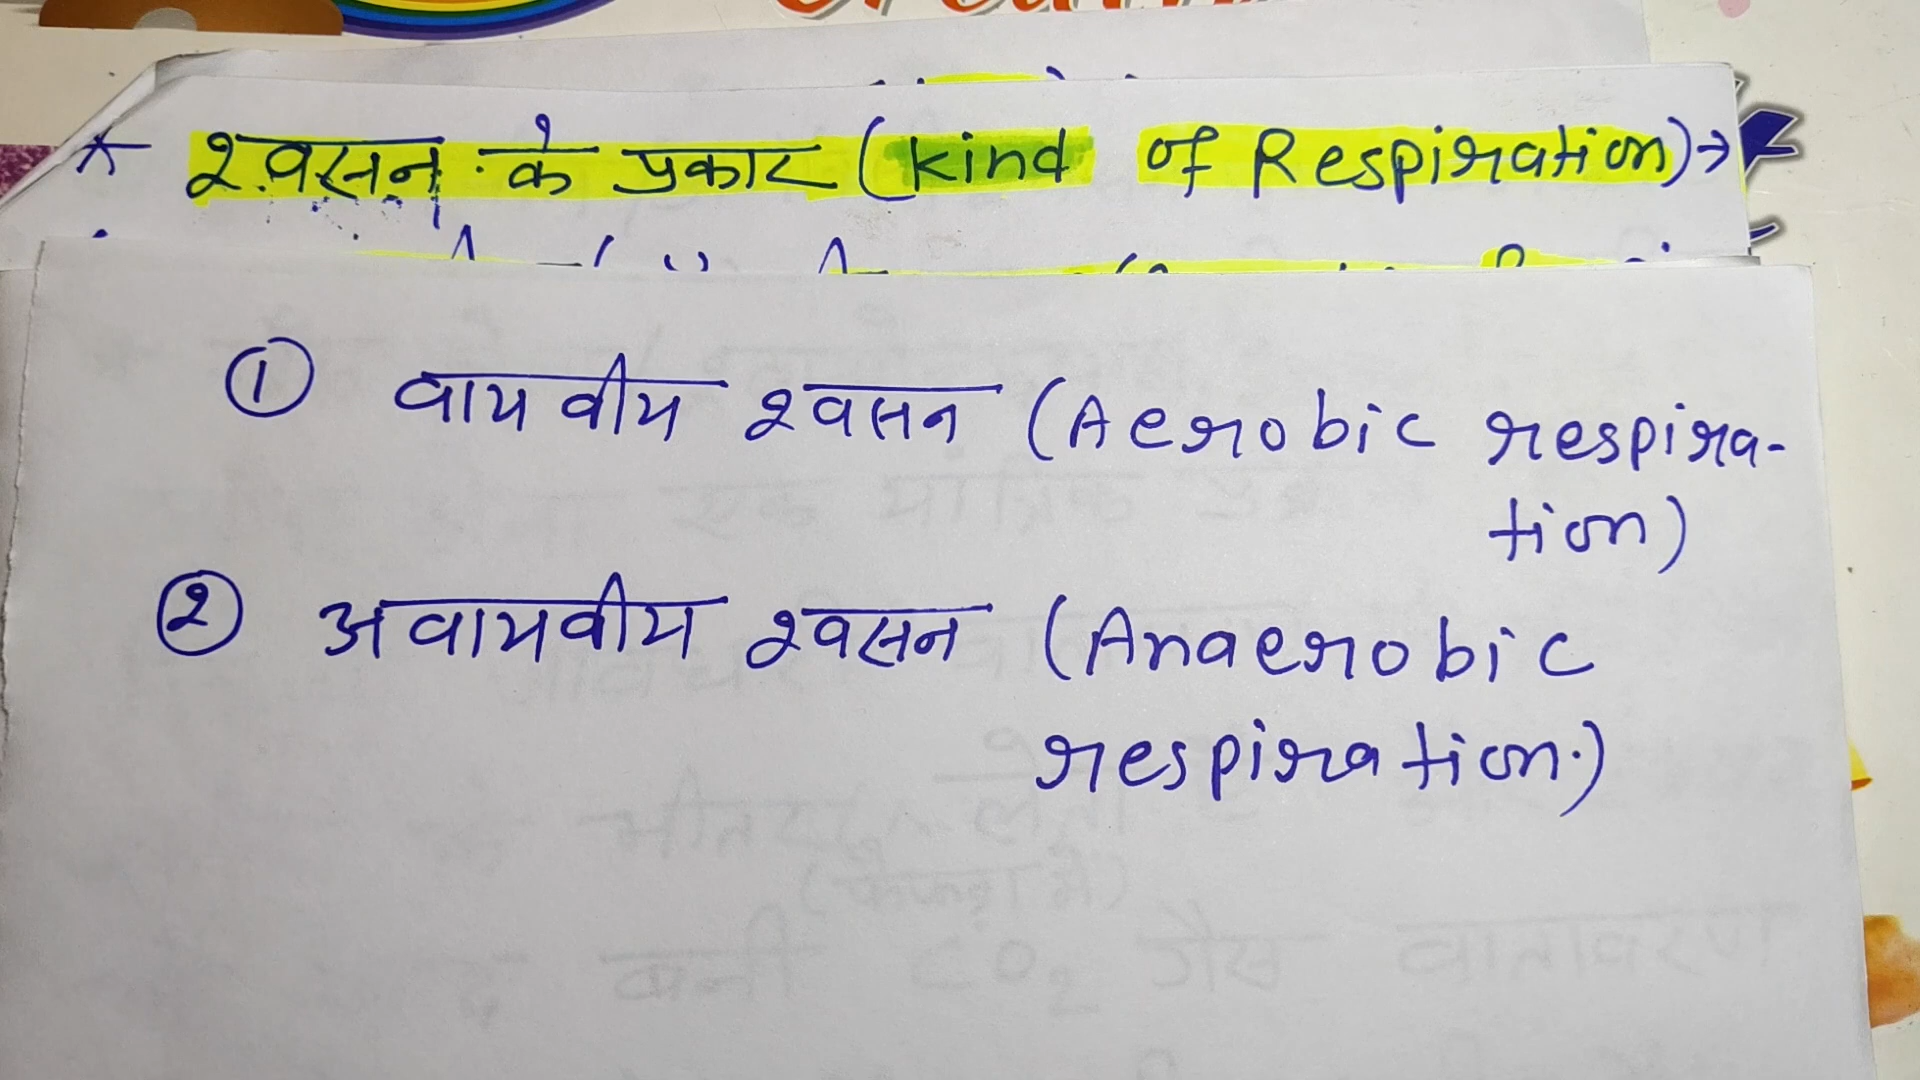 * श्वसन के प्रकार (kind of Respiration)→
① वायवीय श्वसन (Aerobic respira-
tion)
② अवायवीय श्वसन (Anaerobic
respiration.)